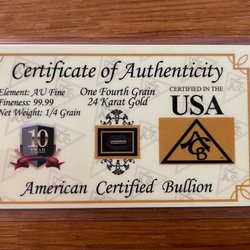 Certificate of Authenticity
Element: AU Fine
Fineness: 99.99
Net Weight: 1/4 Grain
One Fourth Grain
24 Karat Gold
CERTIFIED IN THE
USA
10
YEAR
ACB
American Certified Bullion